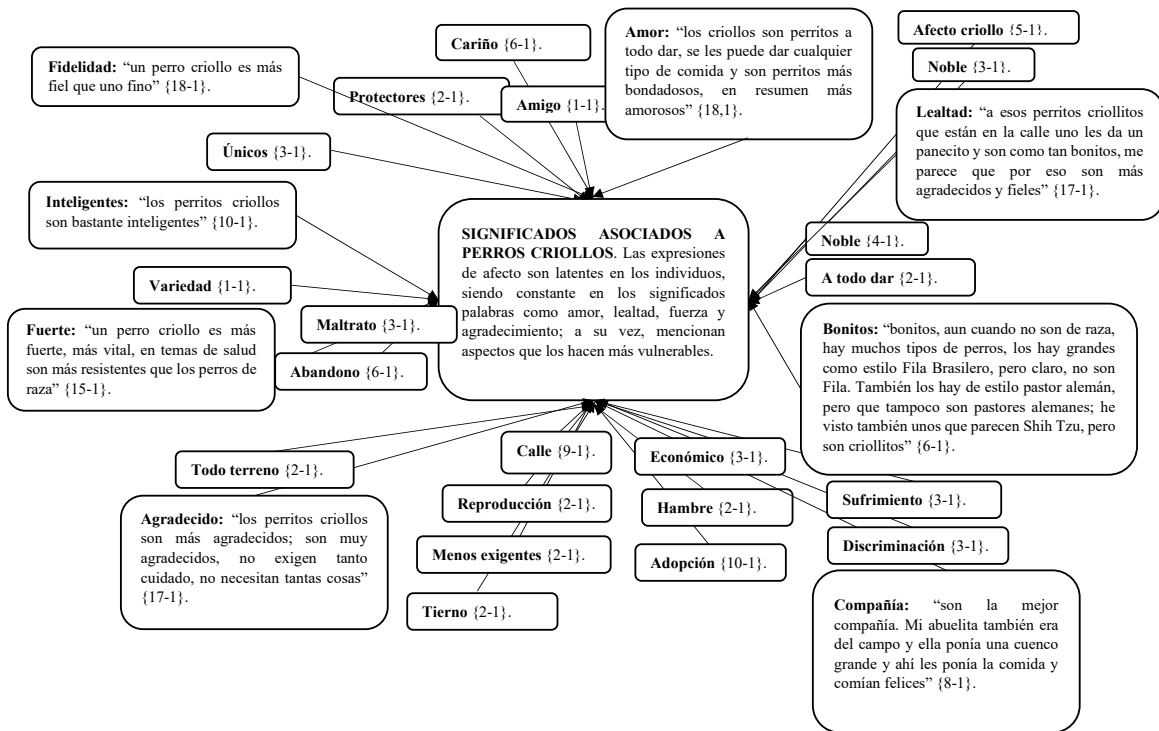 Cariño {6-1}.
Amor: “los criollos son perritos a
todo dar, se les puede dar cualquier
tipo de comida y son perritos más
bondadosos, en resumen más
amorosos” {18,1}
Afecto criollo {5-1}.
Noble {3-1}.
Fidelidad: “un perro criollo es más
fiel que uno fino” {18-1}.
Protectores {2-1}.
Amigo {1-1}.
Lealtad: “a esos perritos criollitos
que están en la calle uno les da un
panecito y son como tan bonitos, me
parece que por eso son más
agradecidos y fieles” {17-1}.
Únicos {3-1}.
Inteligentes: “los perritos criollos
son bastante inteligentes” {10-1}.
SIGNIFICADOS ASOCIADOS A
PERROS CRIOLLOS. Las expresiones
de afecto son latentes en los individuos,
siendo constante en los significados
palabras como amor, lealtad, fuerza y
agradecimiento; a su vez, mencionan
aspectos que los hacen más vulnerables.
Noble {4-1}.
A todo dar {2-1}.
Variedad {1-1}.
Maltrato {3-1}.
Fuerte: “un perro criollo es más
fuerte, más vital, en temas de salud
son más resistentes que los perros de
raza” {15-1}.
Abandono {6-1}.
Bonitos: “bonitos, aun cuando no son de raza,
hay muchos tipos de perros, los hay grandes
como estilo Fila Brasilero, pero claro, no son
Fila. También los hay de estilo pastor alemán,
pero que tampoco son pastores alemanes; he
visto también unos que parecen Shih Tzu, pero
son criollitos” {6-1}.
Todo terreno {2-1}.
Calle {9-1}.
Económico {3-1}.
Agradecido: “los perritos criollos
son más agradecidos; son muy
agradecidos, no exigen tanto
cuidado, no necesitan tantas cosas”
{17-1}.
Reproducción {2-1}.
Hambre {2-1}.
Sufrimiento {3-1}.
Menos exigentes {2-1}.
Adopción {10-1}.
Discriminación {3-1}.
Tierno {2-1}.
Compañía: “son la mejor
compañía. Mi abuelita también era
del campo y ella ponía una cuenco
grande y ahí les ponía la comida y
comían felices” {8-1}.